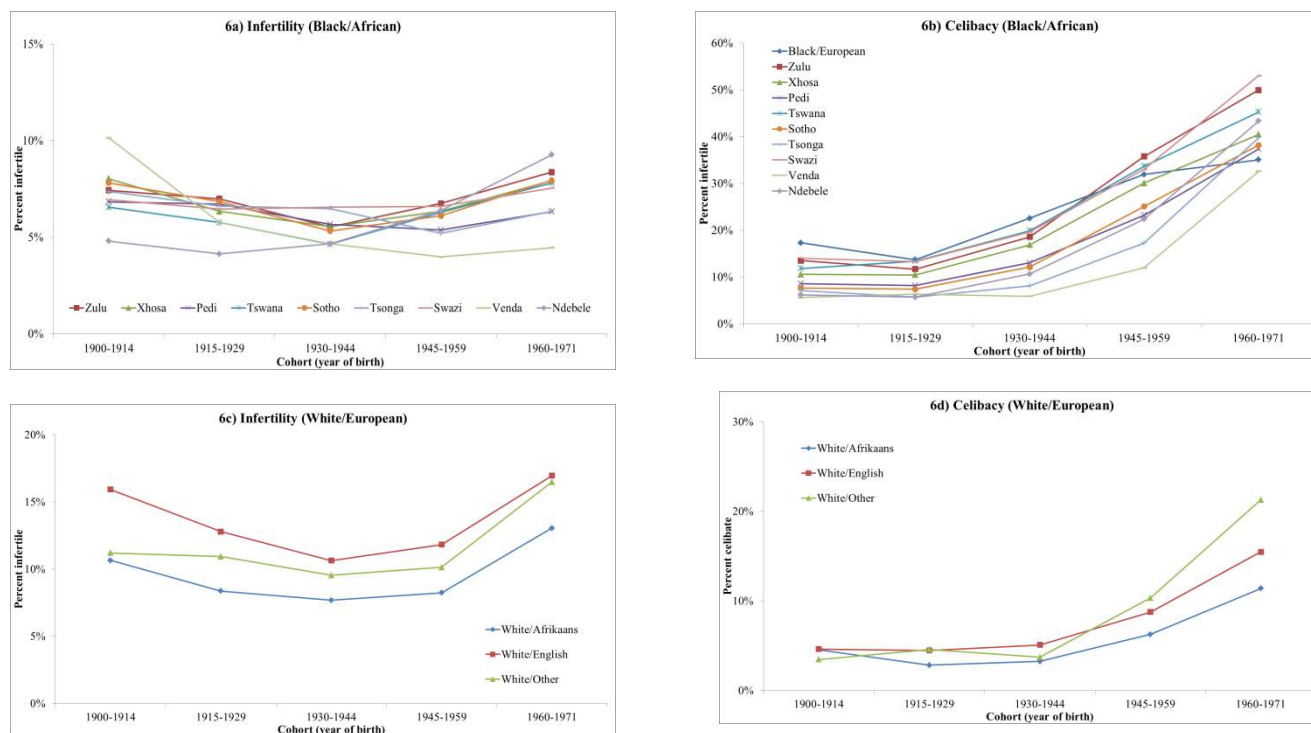 6a) Infertility (Black/African)
15%
10%
5%
0%
Percent infertile
Zulu Xhosa Pedi Tswana Sotho Tsonga Swazi Venda Ndebele
1900-1914 1915-1929 1930-1944 1945-1959 1960-1971
Cohort (year of birth)
6b) Celibacy (Black/African)
60%
50%
40%
30%
20%
10%
0%
Percent infertile
Black/European
Zulu
Xhosa
Pedi
Tswana
Sotho
Tsonga
Swazi
Venda
Ndebele
1900-1914 1915-1929 1930-1944 1945-1959 1960-1971
Cohort (year of birth)
6c) Infertility (White/European)
20%
15%
10%
5%
0%
Percent infertile
White/Afrikaans
White/English
White/Other
1900-1914 1915-1929 1930-1944 1945-1959 1960-1971
Cohort (year of birth)
6d) Celibacy (White/European)
30%
20%
10%
0%
Percent celibate
White/Afrikaans
White/English
White/Other
1900-1914 1915-1929 1930-1944 1945-1959 1960-1971
Cohort (year of birth)